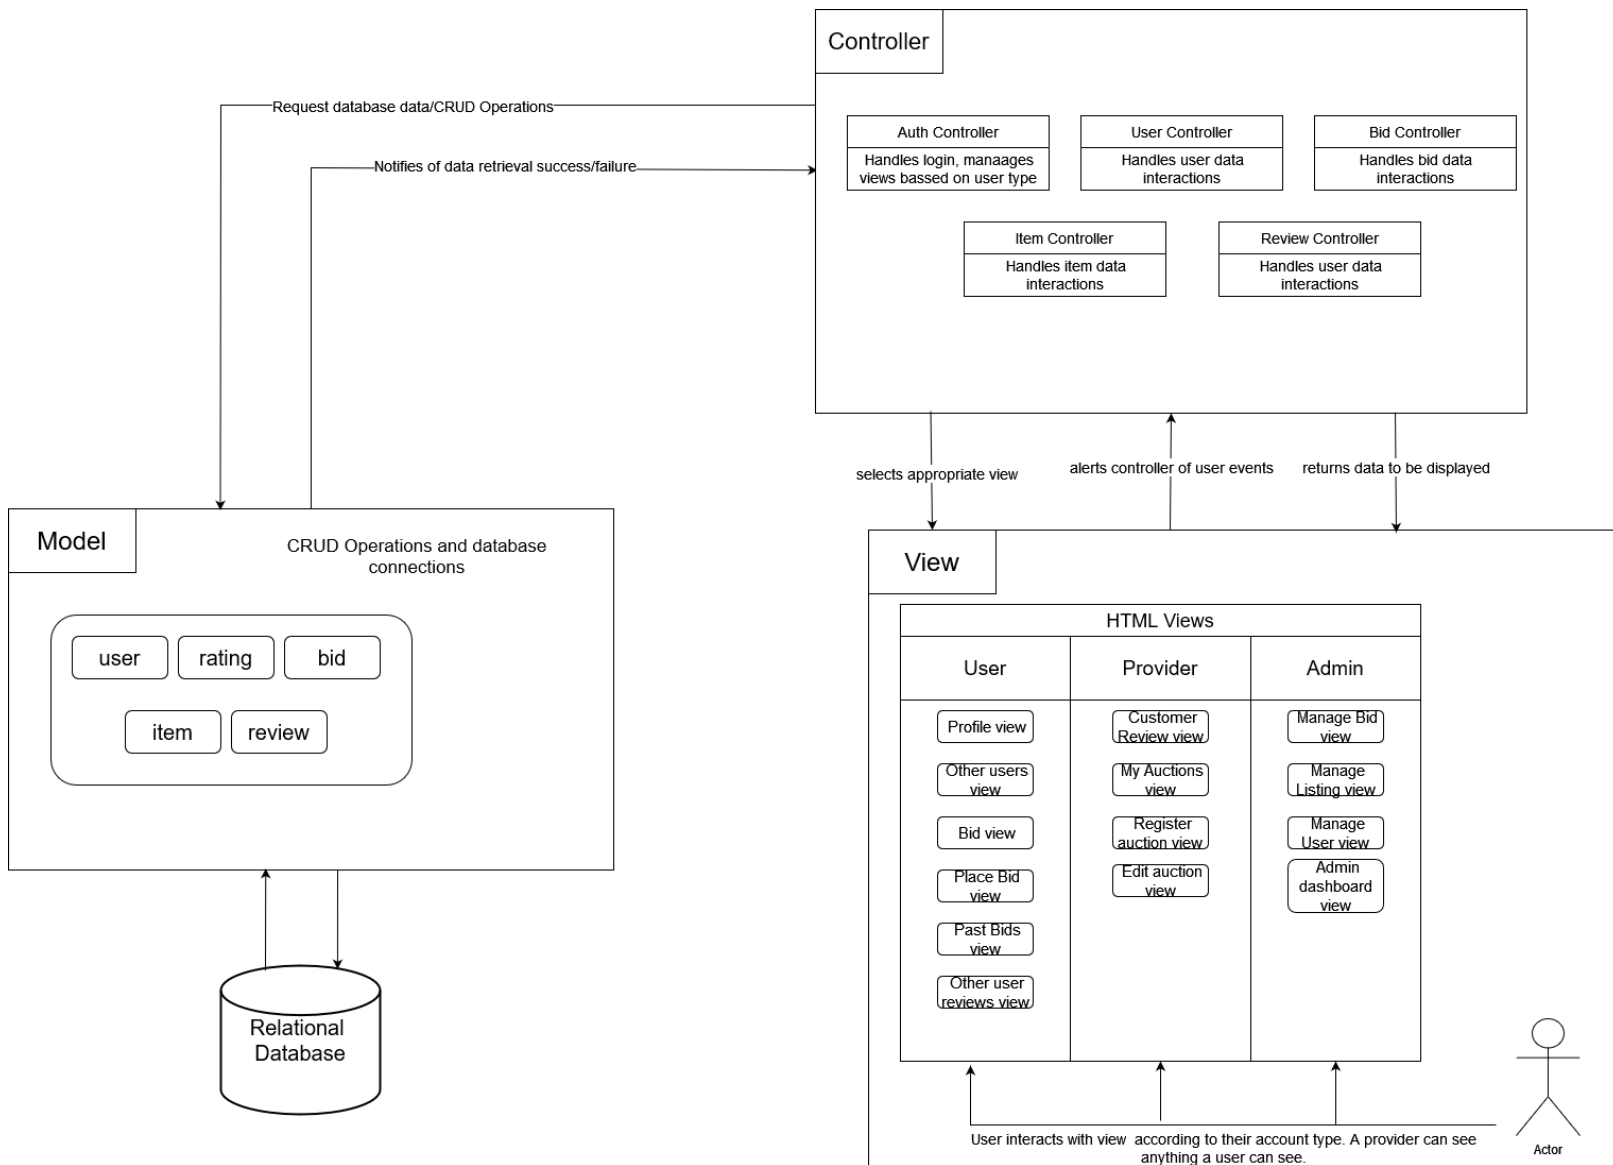 Controller
Request database data/CRUD Operations
Notifies of data retrieval success/failure
Auth Controller
Handles login, manaages
views bassed on user type
User Controller
Handles user data
interactions
Bid Controller
Handles bid data
interactions
Item Controller
Handles item data
interactions
Review Controller
Handles user data
interactions
selects appropriate view
alerts controller of user events
returns data to be displayed
Model
CRUD Operations and database
connections
user
rating
bid
item
review
Relational
Database
View
HTML Views
User
Provider
Admin
Profile view
Other users
view
Bid view
Place Bid
view
Past Bids
view
Other user
reviews view
Customer
Review view
My Auctions
view
Register
auction view
Edit auction
view
Manage Bid
view
Manage
Listing view
Manage
User view
Admin
dashboard
view
User interacts with view  according to their account type. A provider can see
anything a user can see.
Actor